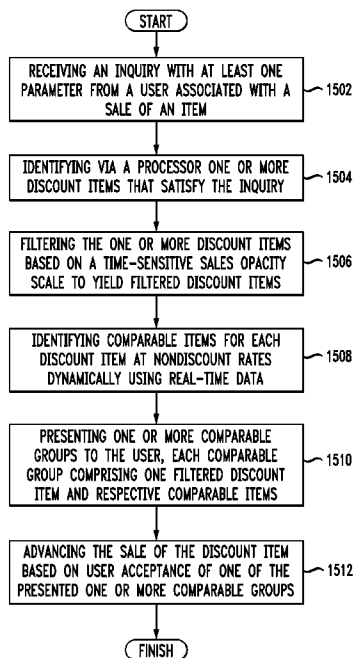 START
RECEIVING AN INQUIRY WITH AT LEAST ONE
PARAMETER FROM A USER ASSOCIATED WITH A
SALE OF AN ITEM
1502
IDENTIFYING VIA A PROCESSOR ONE OR MORE
DISCOUNT ITEMS THAT SATISFY THE INQUIRY
1504
FILTERING THE ONE OR MORE DISCOUNT ITEMS
BASED ON A TIME-SENSITIVE SALES OPACITY
SCALE TO YIELD FILTERED DISCOUNT ITEMS
1506
IDENTIFYING COMPARABLE ITEMS FOR EACH
DISCOUNT ITEM AT NONDISCOUNT RATES
DYNAMICALLY USING REAL-TIME DATA
1508
PRESENTING ONE OR MORE COMPARABLE
GROUPS TO THE USER, EACH COMPARABLE
GROUP COMPRISING ONE FILTERED DISCOUNT
ITEM AND RESPECTIVE COMPARABLE ITEMS
1510
ADVANCING THE SALE OF THE DISCOUNT ITEM
BASED ON USER ACCEPTANCE OF ONE OF THE
PRESENTED ONE OR MORE COMPARABLE GROUPS
1512
FINISH